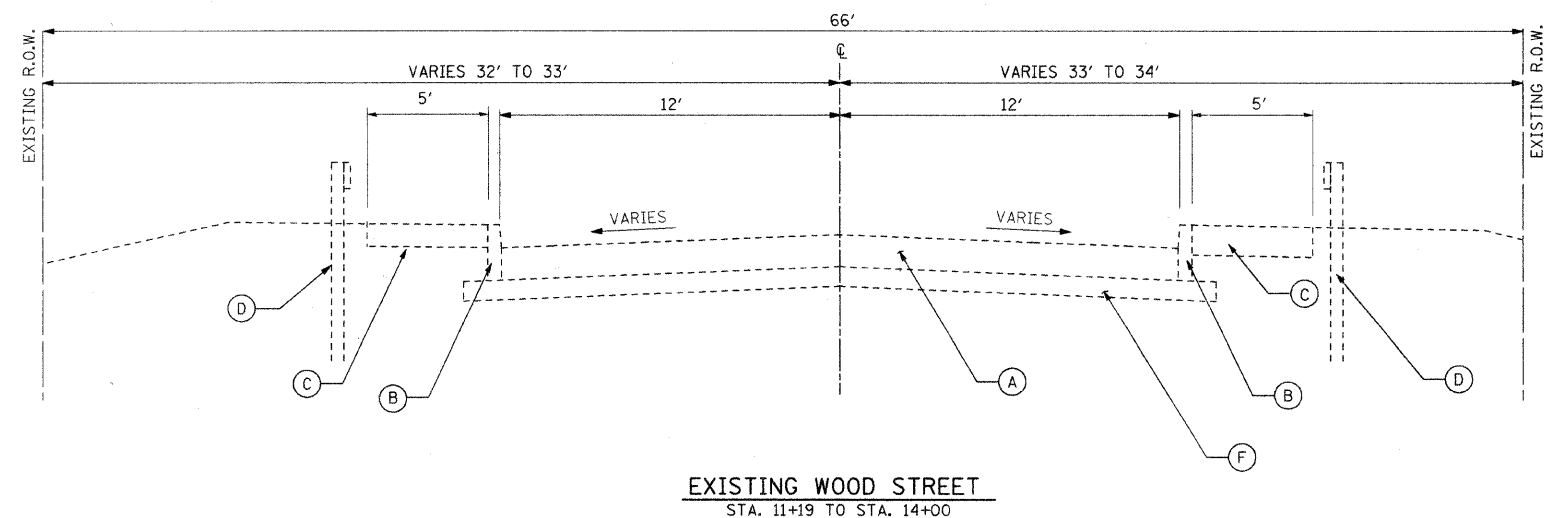 66'
EXISTING R.O.W.
EXISTING R.O.W.
℄
VARIES 32' TO 33'
VARIES 33' TO 34'
5'
12'
12'
5'
VARIES
VARIES
D
C
B
A
B
C
D
F
EXISTING WOOD STREET
STA. 11+19 TO STA. 14+00